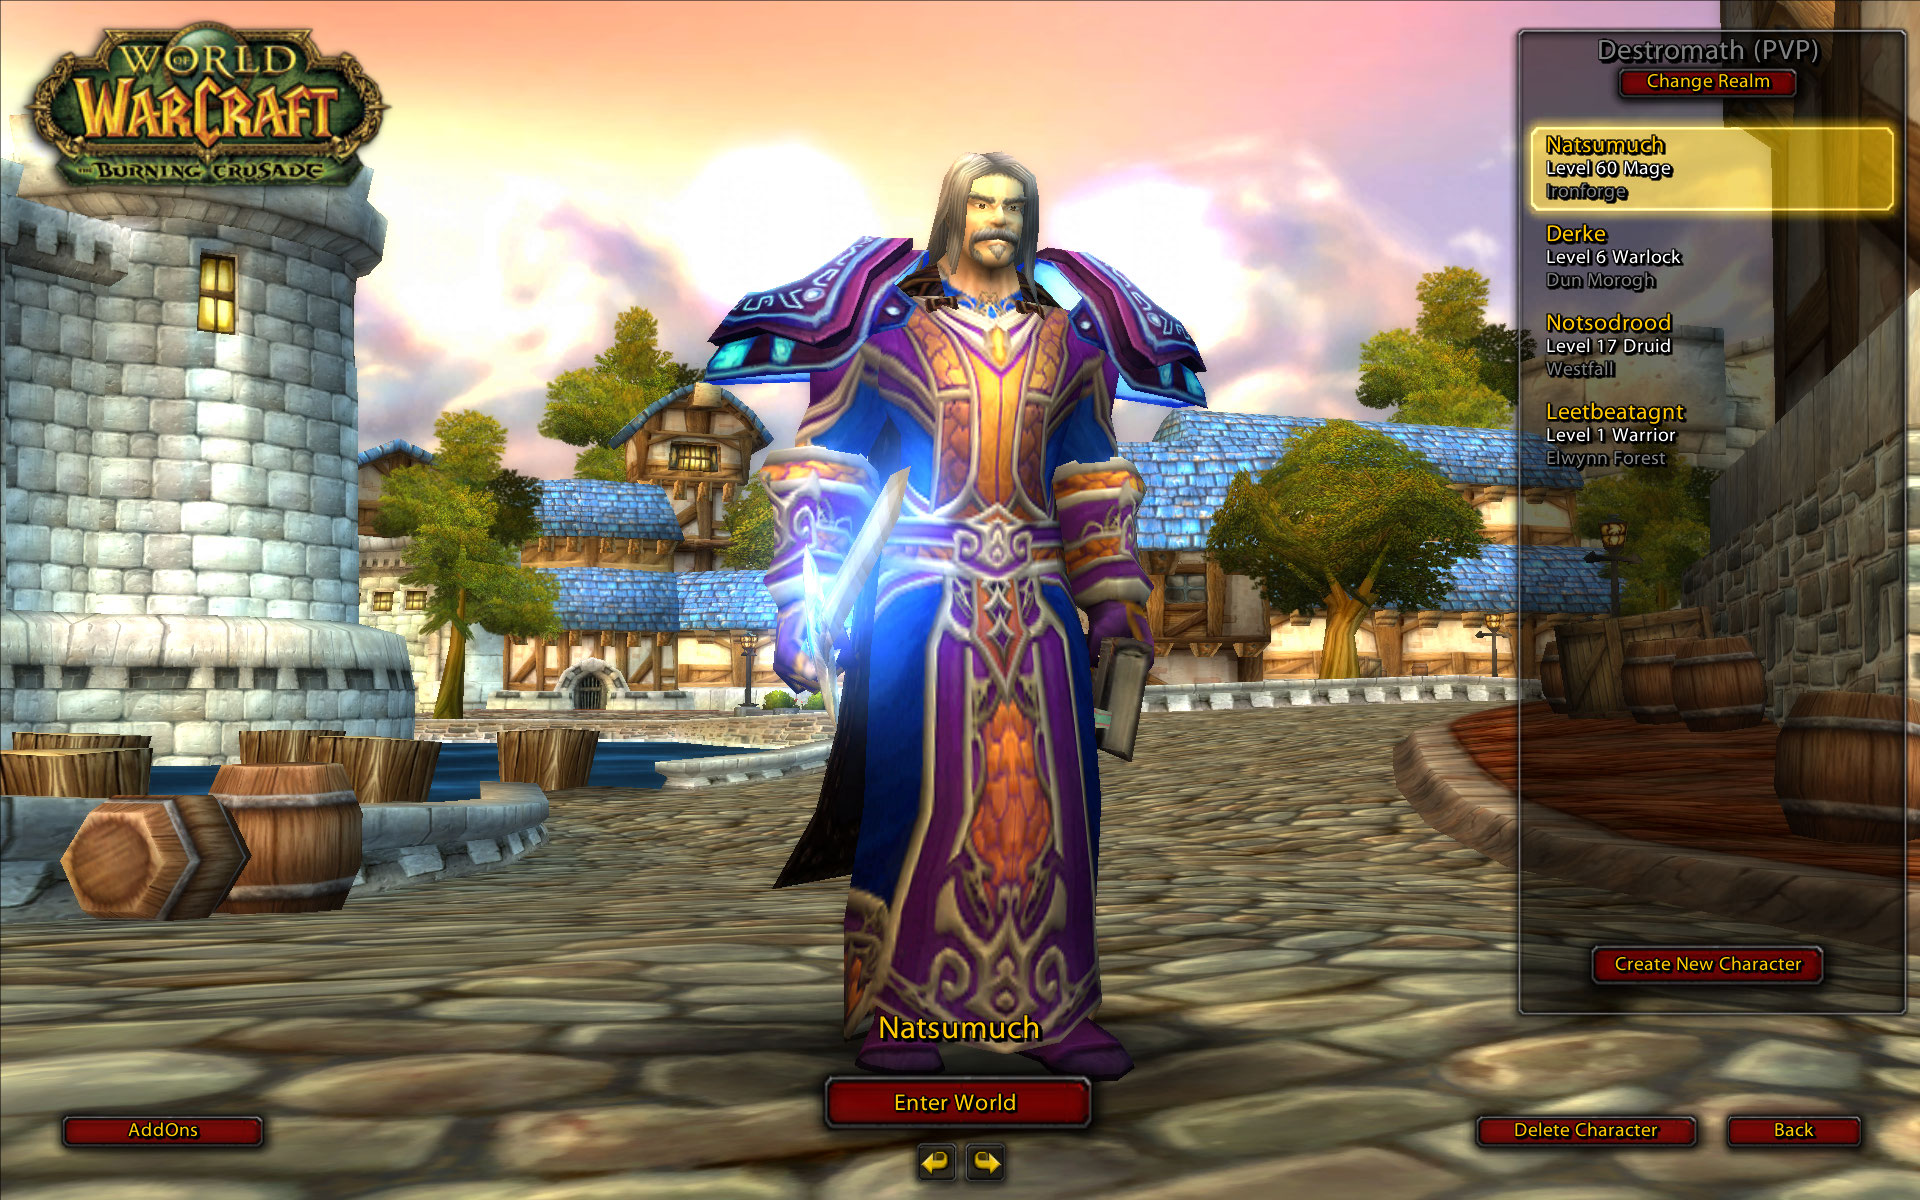 WORLD OF WARCRAFT
THE BURNING CRUSADE
Destromath (PVP)
Change Realm
Natsumuch
Level 60 Mage
Ironforge
Derke
Level 6 Warlock
Dun Morogh
Notsodrood
Level 17 Druid
Westfall
Leetbeatagnt
Level 1 Warrior
Elwynn Forest
Create New Character
Natsumuch
Enter World
AddOns
Delete Character
Back